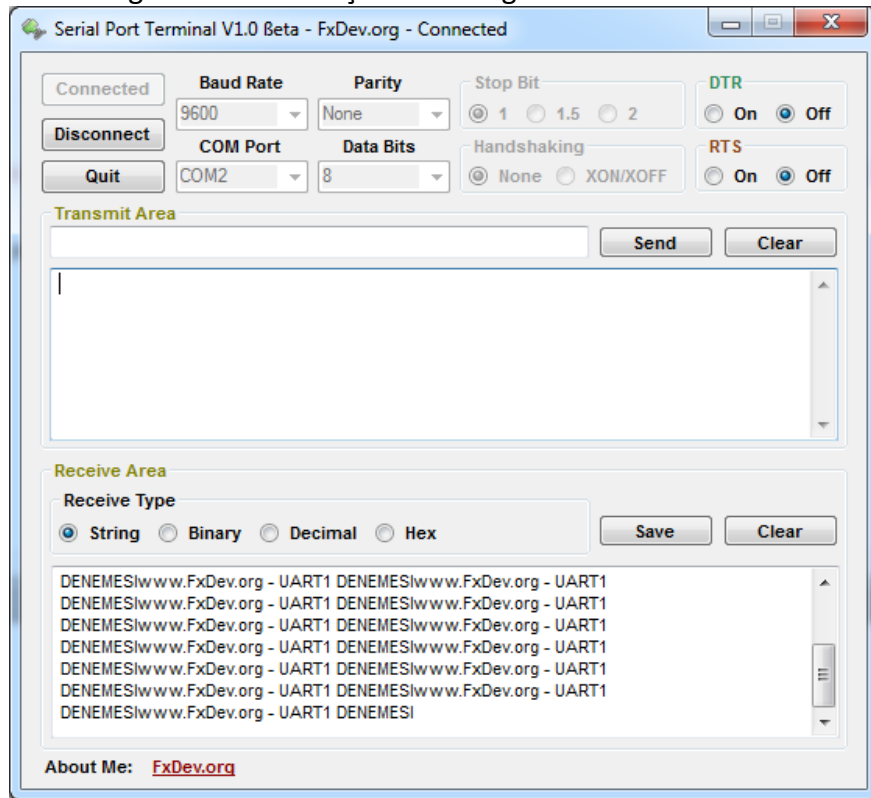 Serial Port Terminal V1.0 ßeta - FxDev.org - Connected
Connected
Disconnect
Quit
Baud Rate
9600
COM Port
COM2
Parity
None
Data Bits
8
Stop Bit
1 1.5 2
Handshaking
None XON/XOFF
DTR
On Off
RTS
On Off
Transmit Area
Send Clear
Receive Area
Receive Type
String Binary Decimal Hex
Save Clear
DENEMESIwww.FxDev.org - UART1 DENEMESIwww.FxDev.org - UART1
DENEMESIwww.FxDev.org - UART1 DENEMESIwww.FxDev.org - UART1
DENEMESIwww.FxDev.org - UART1 DENEMESIwww.FxDev.org - UART1
DENEMESIwww.FxDev.org - UART1 DENEMESIwww.FxDev.org - UART1
DENEMESIwww.FxDev.org - UART1 DENEMESIwww.FxDev.org - UART1
DENEMESIwww.FxDev.org - UART1 DENEMESIwww.FxDev.org - UART1
DENEMESIwww.FxDev.org - UART1 DENEMESI
About Me: FxDev.org